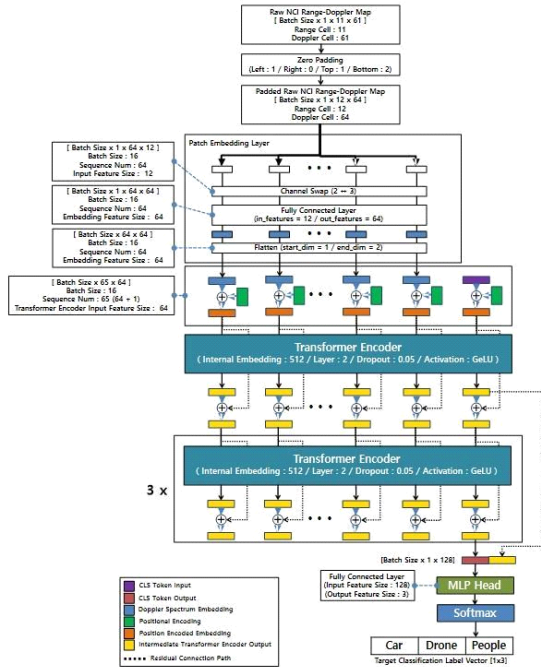 Raw NCI Range-Doppler Map
[ Batch Size x 1 x 11 x 61 ]
Range Cell : 11
Doppler Cell : 61
Zero Padding
(Left : 1 / Right : 0 / Top : 1 / Bottom : 2)
Padded Raw NCI Range-Doppler Map
[ Batch Size x 1 x 12 x 64 ]
Range Cell : 12
Doppler Cell : 64
Patch Embedding Layer
[ Batch Size x 1 x 64 x 12 ]
Batch Size : 16
Sequence Num : 64
Input Feature Size : 12
Channel Swap (2 ↔ 3)
[ Batch Size x 1 x 64 x 64 ]
Batch Size : 16
Sequence Num : 64
Embedding Feature Size : 64
Fully Connected Layer
(in_features = 12 / out_features = 64)
[ Batch Size x 64 x 64 ]
Batch Size : 16
Sequence Num : 64
Embedding Feature Size : 64
Flatten (start_dim = 1 / end_dim = 2)
[ Batch Size x 65 x 64 ]
Batch Size : 16
Sequence Num : 65 (64 + 1)
Transformer Encoder Input Feature Size : 64
Transformer Encoder
( Internal Embedding : 512 / Layer : 2 / Dropout : 0.05 / Activation : GeLU )
3 x
Transformer Encoder
( Internal Embedding : 512 / Layer : 2 / Dropout : 0.05 / Activation : GeLU )
[Batch Size x 1 x 128]
Fully Connected Layer
(Input Feature Size : 128)
(Output Feature Size : 3)
MLP Head
Softmax
Car Drone People
Target Classification Label Vector [1x3]
CLS Token Input
CLS Token Output
Doppler Spectrum Embedding
Positional Encoding
Position Encoded Embedding
Intermediate Transformer Encoder Output
Residual Connection Path